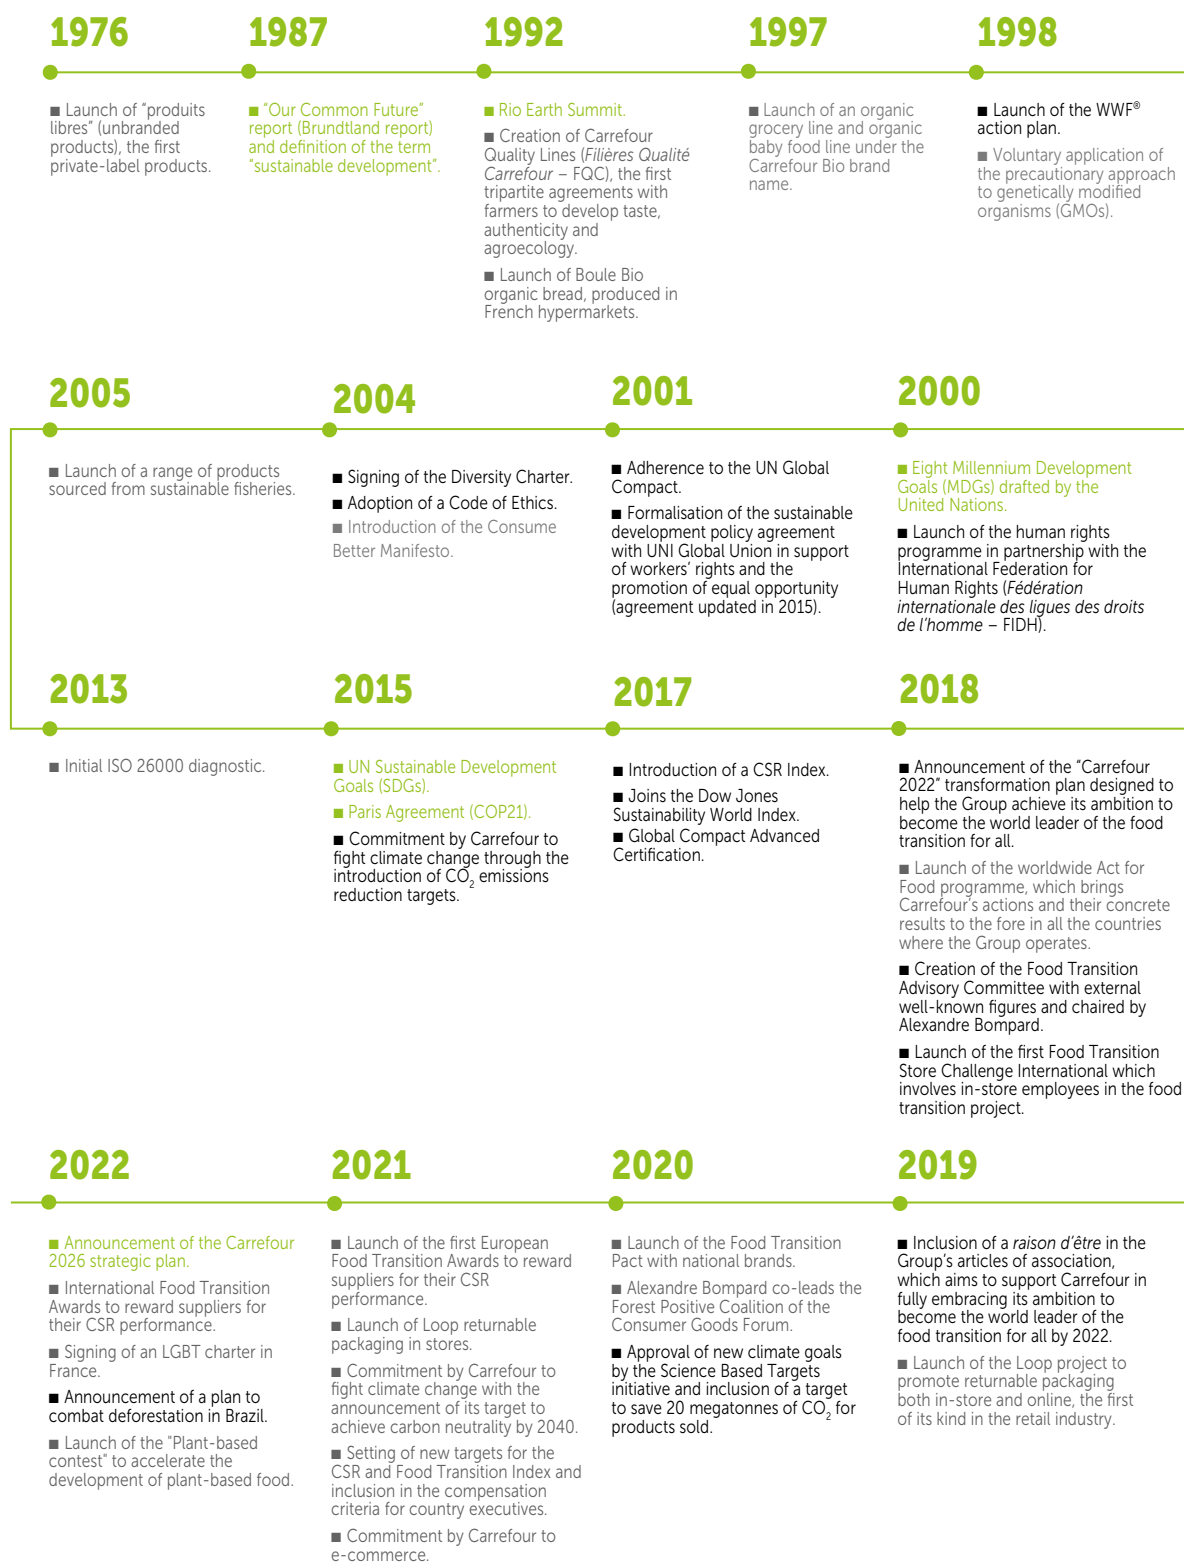 1976
■ Launch of “produits
libres” (unbranded
products), the first
private-label products.
1987
■ “Our Common Future”
report (Brundtland report)
and definition of the term
“sustainable development”.
1992
■ Rio Earth Summit.
■ Creation of Carrefour
Quality Lines (Filières Qualité
Carrefour – FQC), the first
tripartite agreements with
farmers to develop taste,
authenticity and
agroecology.
■ Launch of Boule Bio
organic bread, produced in
French hypermarkets.
1997
■ Launch of an organic
grocery line and organic
baby food line under the
Carrefour Bio brand
name.
1998
■ Launch of the WWF®
action plan.
■ Voluntary application of
the precautionary approach
to genetically modified
organisms (GMOs).
2005
■ Launch of a range of products
sourced from sustainable fisheries.
2004
■ Signing of the Diversity Charter.
■ Adoption of a Code of Ethics.
■ Introduction of the Consume
Better Manifesto.
2001
■ Adherence to the UN Global
Compact.
■ Formalisation of the sustainable
development policy agreement
with UNI Global Union in support
of workers’ rights and the
promotion of equal opportunity
(agreement updated in 2015).
2000
■ Eight Millennium Development
Goals (MDGs) drafted by the
United Nations.
■ Launch of the human rights
programme in partnership with the
International Federation for
Human Rights (Fédération
internationale des ligues des droits
de l’homme – FIDH).
2013
■ Initial ISO 26000 diagnostic.
2015
■ UN Sustainable Development
Goals (SDGs).
■ Paris Agreement (COP21).
■ Commitment by Carrefour to
fight climate change through the
introduction of CO₂ emissions
reduction targets.
2017
■ Introduction of a CSR Index.
■ Joins the Dow Jones
Sustainability World Index.
■ Global Compact Advanced
Certification.
2018
■ Announcement of the “Carrefour
2022” transformation plan designed to
help the Group achieve its ambition to
become the world leader of the food
transition for all.
■ Launch of the worldwide Act for
Food programme, which brings
Carrefour’s actions and their concrete
results to the fore in all the countries
where the Group operates.
■ Creation of the Food Transition
Advisory Committee with external
well-known figures and chaired by
Alexandre Bompard.
■ Launch of the first Food Transition
Store Challenge International which
involves in-store employees in the food
transition project.
2022
■ Announcement of the Carrefour
2026 strategic plan.
■ International Food Transition
Awards to reward suppliers for
their CSR performance.
■ Signing of an LGBT charter in
France.
■ Announcement of a plan to
combat deforestation in Brazil.
■ Launch of the “Plant-based
contest” to accelerate the
development of plant-based food.
2021
■ Launch of the first European
Food Transition Awards to reward
suppliers for their CSR
performance.
■ Launch of Loop returnable
packaging in stores.
■ Commitment by Carrefour to
fight climate change with the
announcement of its target to
achieve carbon neutrality by 2040.
■ Setting of new targets for the
CSR and Food Transition Index and
inclusion in the compensation
criteria for country executives.
■ Commitment by Carrefour to
e-commerce.
2020
■ Launch of the Food Transition
Pact with national brands.
■ Alexandre Bompard co-leads the
Forest Positive Coalition of the
Consumer Goods Forum.
■ Approval of new climate goals
by the Science Based Targets
initiative and inclusion of a target
to save 20 megatonnes of CO₂ for
products sold.
2019
■ Inclusion of a raison d’être in the
Group’s articles of association,
which aims to support Carrefour in
fully embracing its ambition to
become the world leader of the
food transition for all by 2022.
■ Launch of the Loop project to
promote returnable packaging
both in-store and online, the first
of its kind in the retail industry.